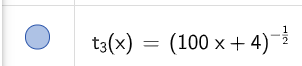 t₃(x) = (100 x + 4)^(-1/2)